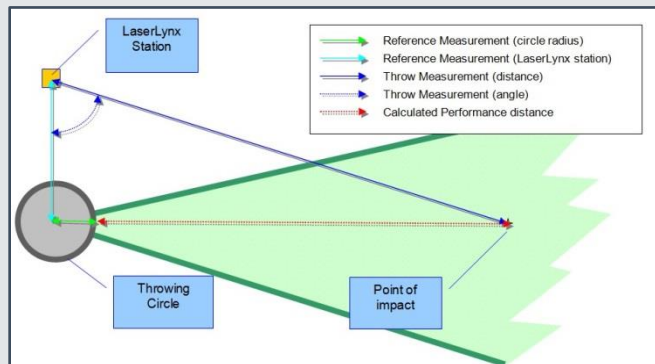 LaserLynx
Station
Reference Measurement (circle radius)
Reference Measurement (LaserLynx station)
Throw Measurement (distance)
Throw Measurement (angle)
Calculated Performance distance
Throwing
Circle
Point of
impact